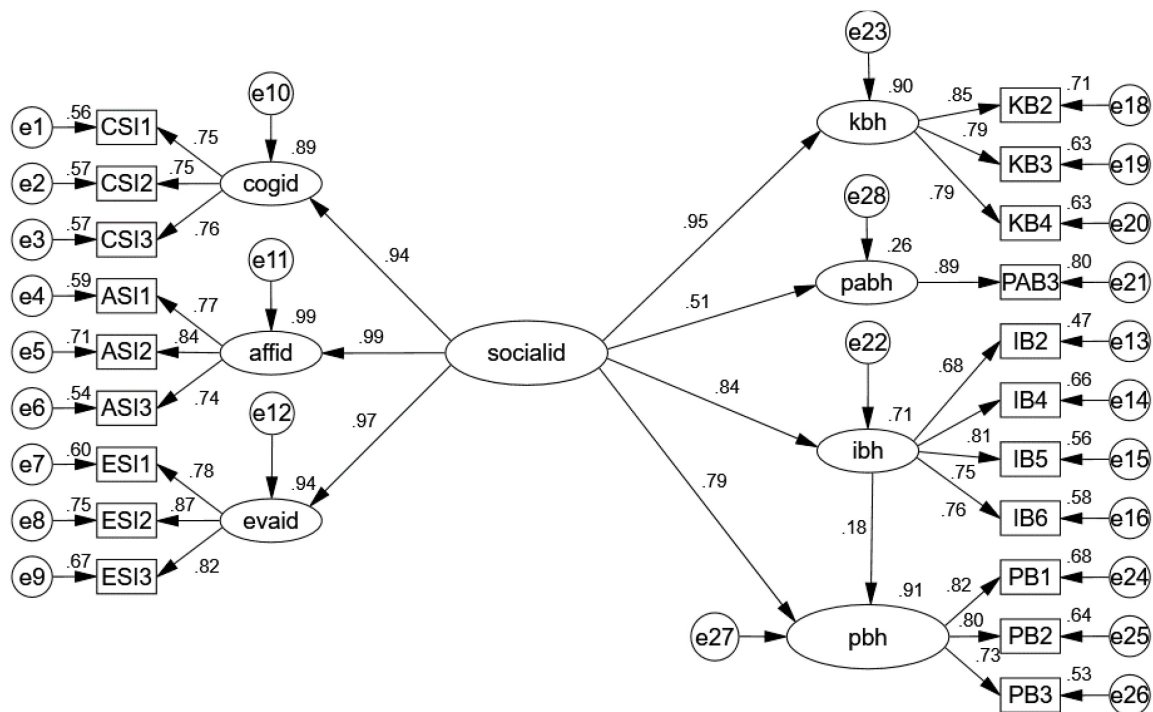 e23
.90
.71
e10
.85
KB2
e18
.56
e1
CSI1
kbh
.79
.63
.75
.89
KB3
e19
.57
e2
CSI2
.75
cogid
e28
.79
.63
.57
.76
.95
KB4
e20
e3
CSI3
.26
e11
.94
.89
.80
.59
pabh
PAB3
e21
e4
ASI1
.77
.99
.51
.47
.71
.84
.99
e22
IB2
e13
e5
ASI2
affid
socialid
.68
.54
.74
.84
.66
e6
ASI3
.71
IB4
e14
e12
.97
.81
.56
.60
ibh
IB5
e15
e7
ESI1
.78
.79
.75
.94
.58
.75
.87
.76
IB6
e16
e8
ESI2
evaid
.18
.67
.82
.68
e9
ESI3
.91
.82
PB1
e24
.80
.64
e27
pbh
PB2
e25
.73
.53
PB3
e26